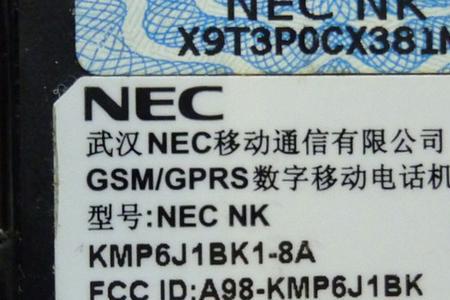 NEC NK
X9T3P0CX381
NEC
武汉NEC移动通信有限公司
GSM/GPRS数字移动电话机
型号:NEC NK
KMP6J1BK1-8A
FCC ID:A98-KMP6J1BK